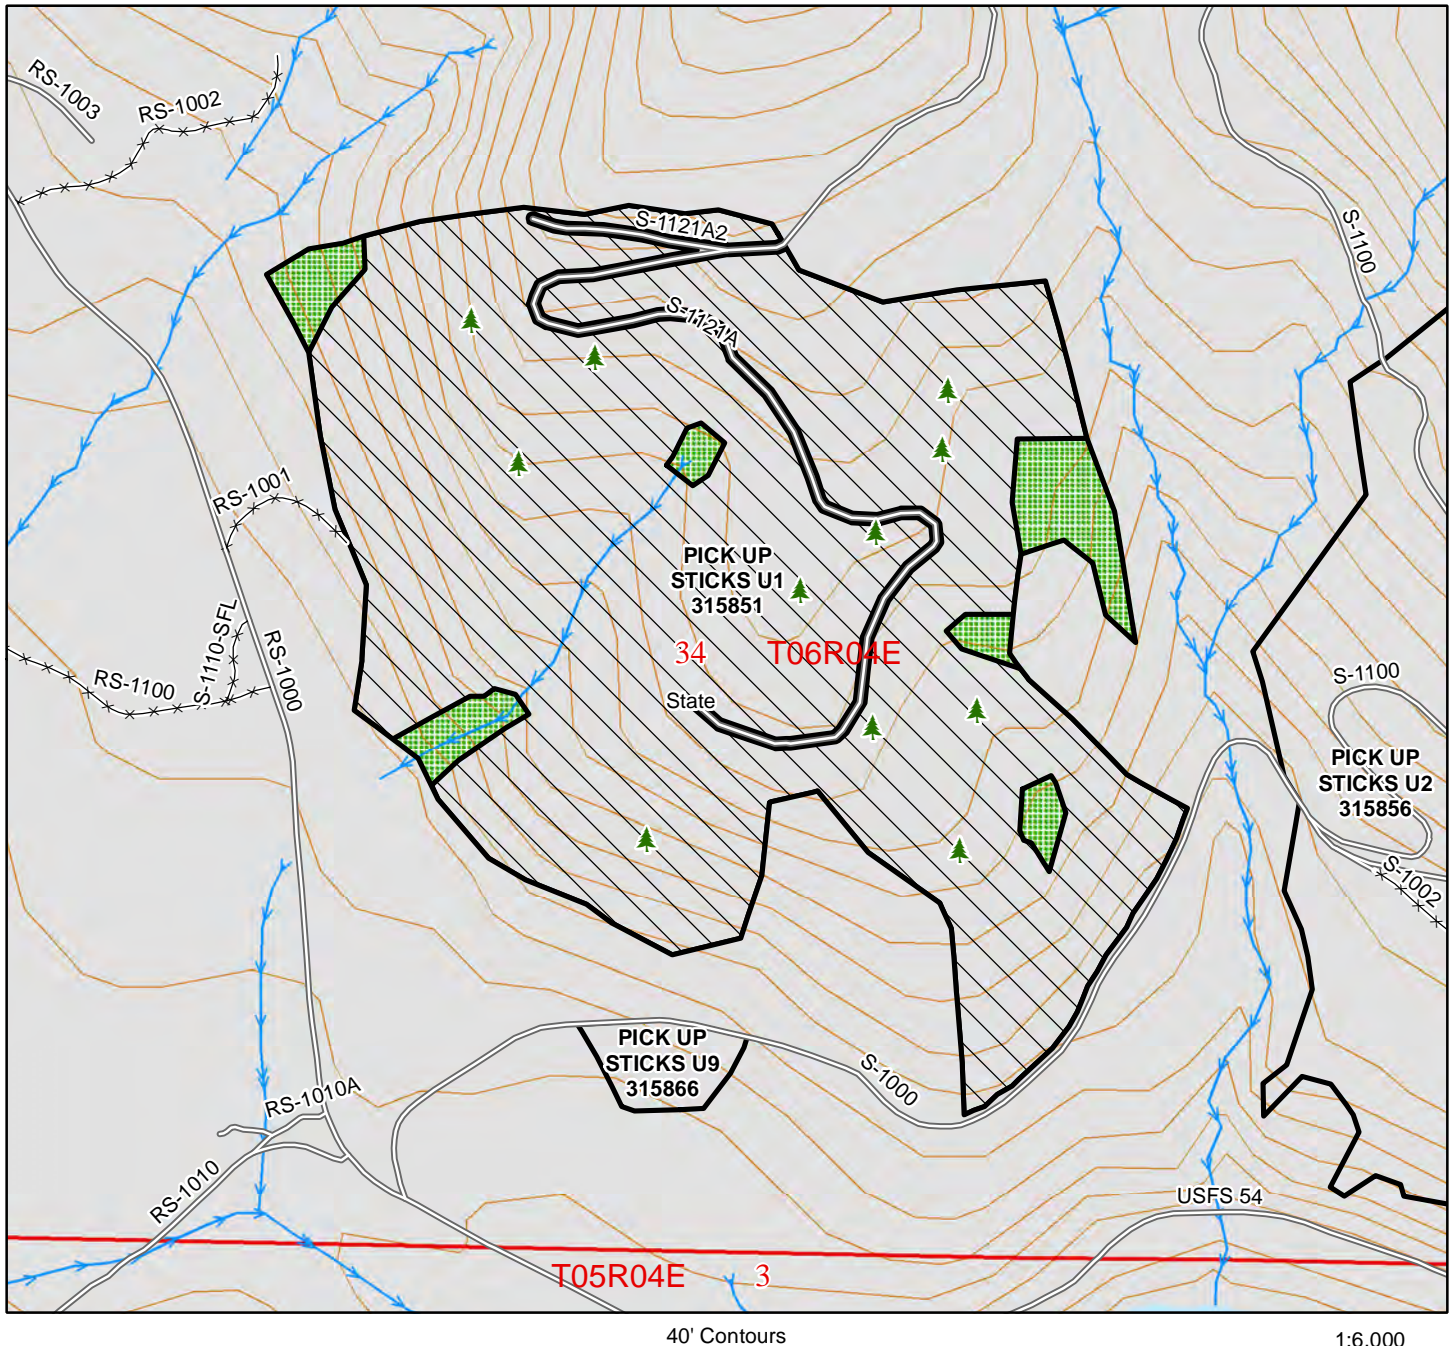 RS-1003
RS-1002
S-1121A2
S-1100
S-1121A
RS-1001
PICK UP
STICKS U1
315851
34
T06R04E
S-1110-SFL
RS-1000
RS-1100
State
S-1100
PICK UP
STICKS U2
315856
S-1002
PICK UP
STICKS U9
315866
S-1000
RS-1010A
RS-1010
USFS 54
T05R04E
3
40' Contours
1:6,000